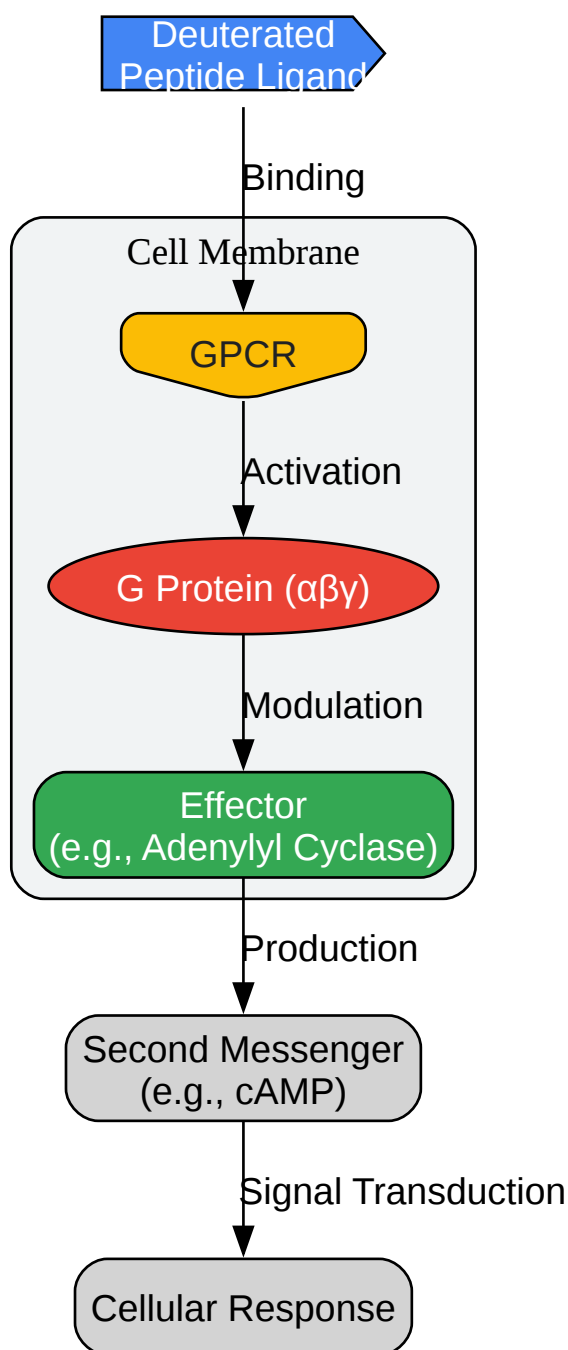 Deuterated
Peptide Ligand
Binding
Cell Membrane
GPCR
Activation
G Protein (αβγ)
Modulation
Effector
(e.g., Adenylyl Cyclase)
Production
Second Messenger
(e.g., cAMP)
Signal Transduction
Cellular Response